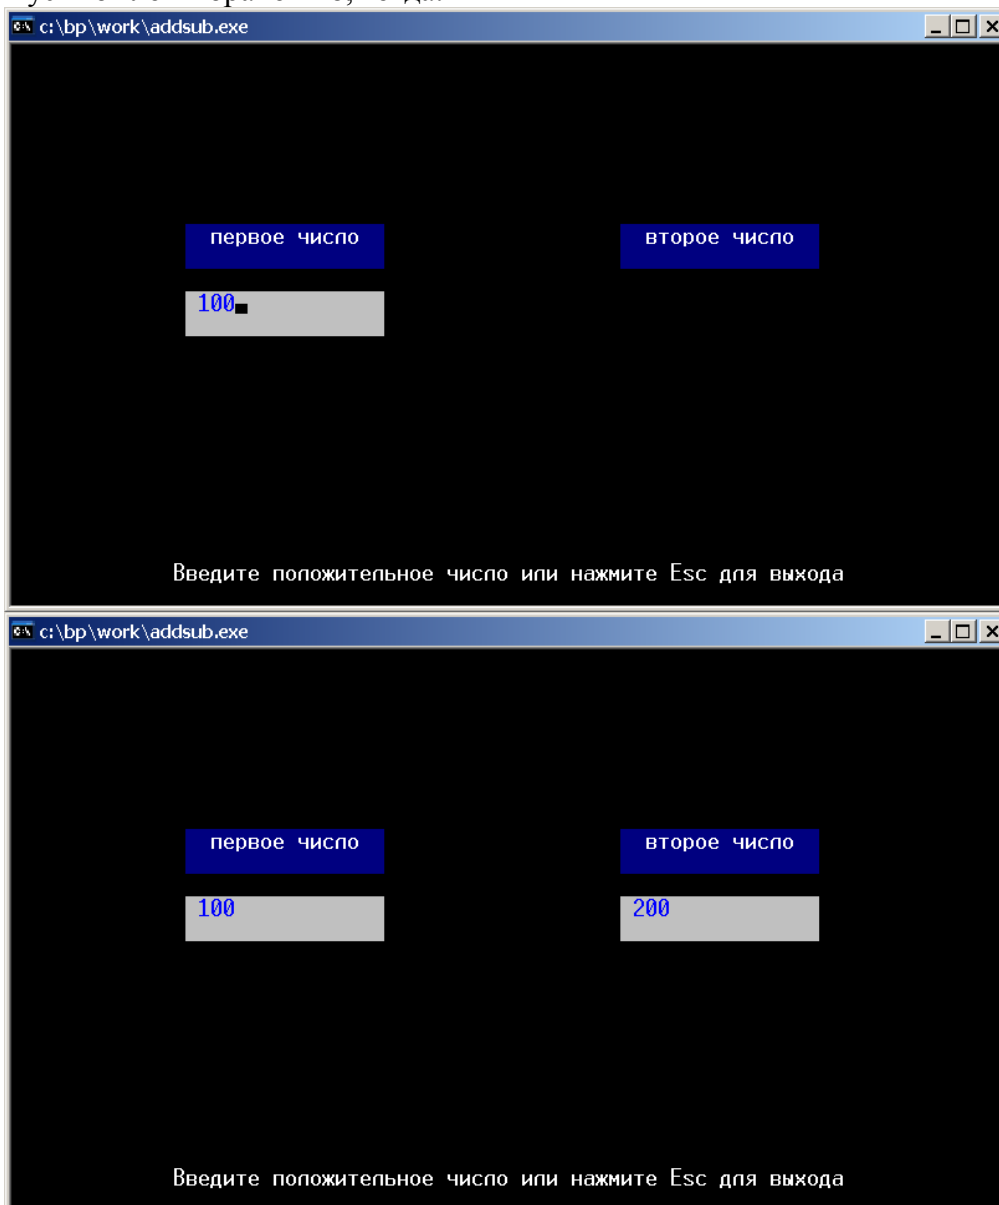 c:\bp\work\addsub.exe
первое число второе число
100
Введите положительное число или нажмите Esc для выхода
c:\bp\work\addsub.exe
первое число второе число
100 200
Введите положительное число или нажмите Esc для выхода